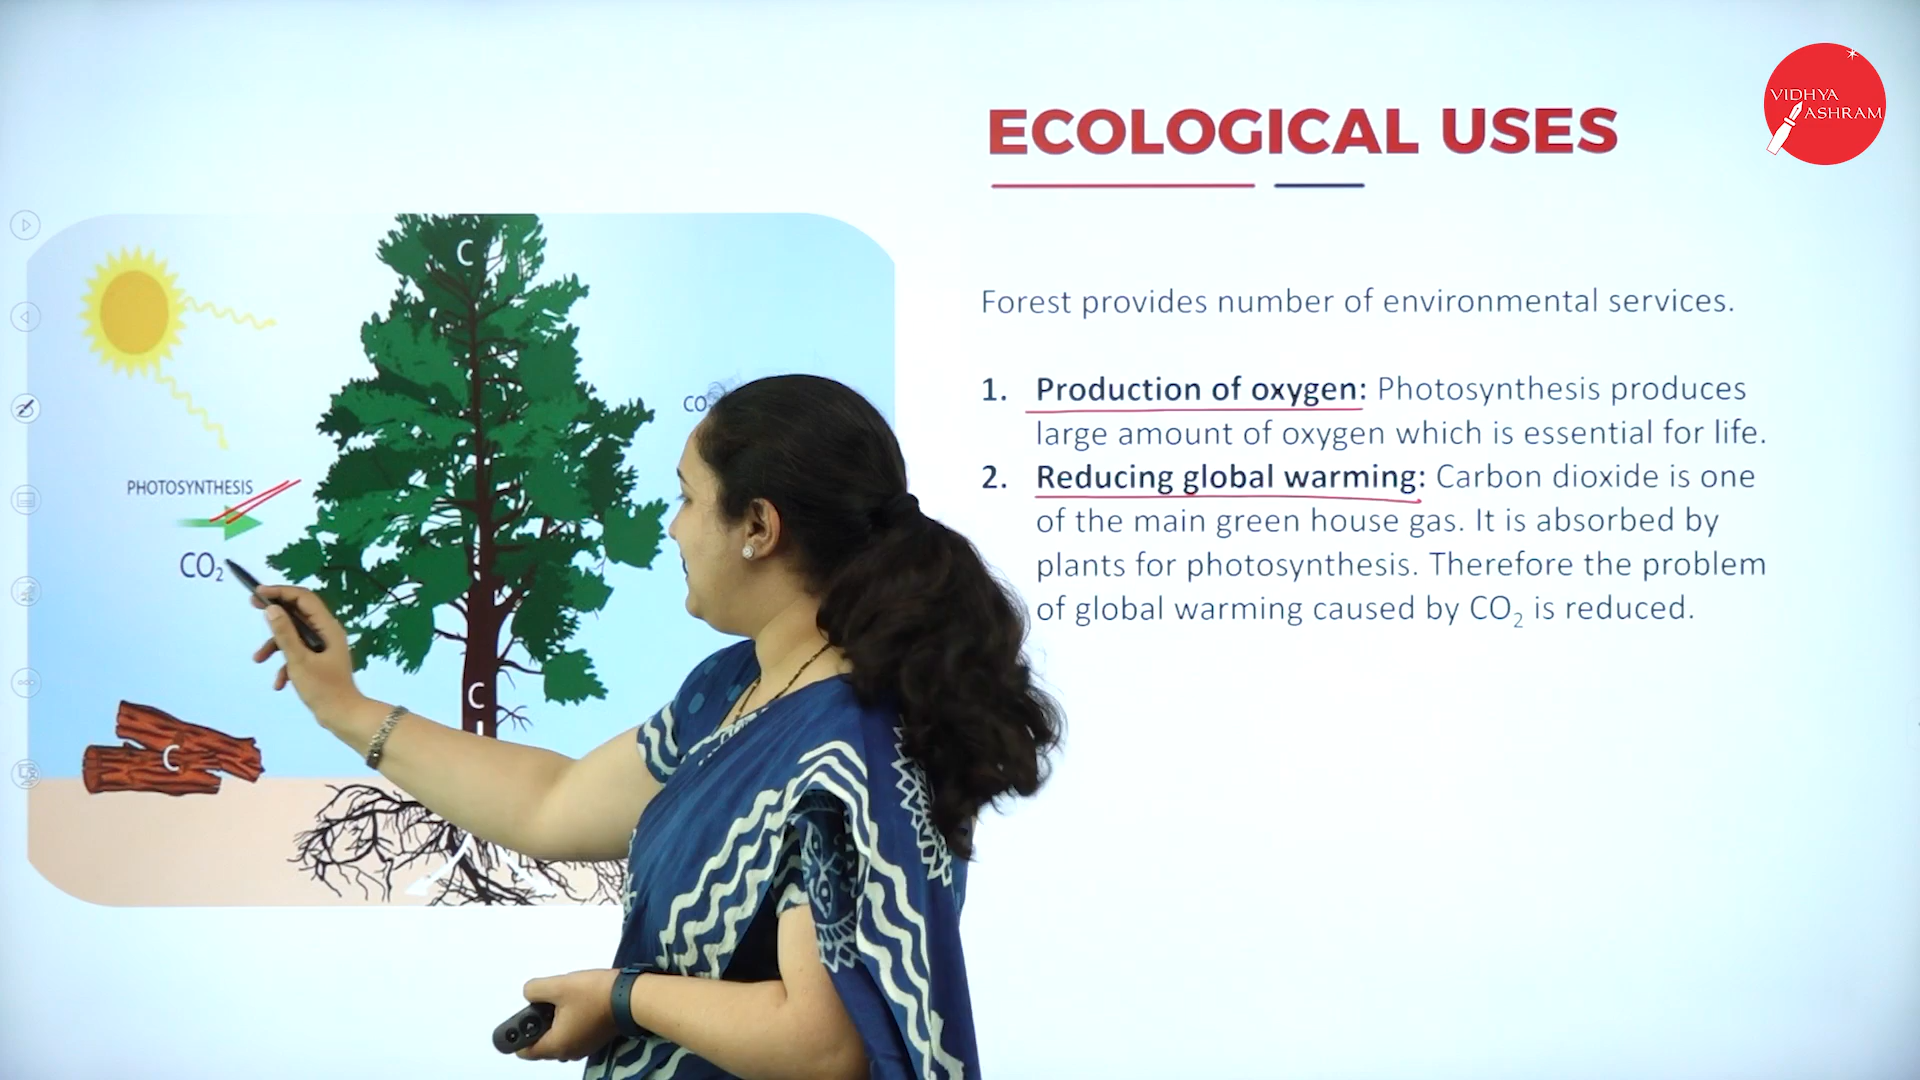 VIDHYA
ASHRAM
ECOLOGICAL USES
Forest provides number of environmental services.
1. Production of oxygen: Photosynthesis produces
large amount of oxygen which is essential for life.
2. Reducing global warming: Carbon dioxide is one
of the main green house gas. It is absorbed by
plants for photosynthesis. Therefore the problem
of global warming caused by CO₂ is reduced.
C
CO
PHOTOSYNTHESIS
CO₂
C
C